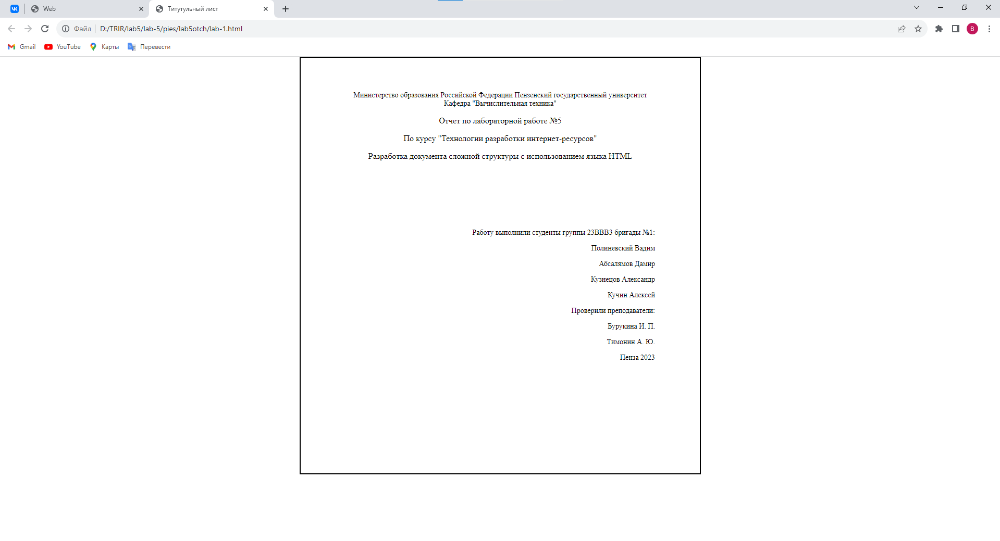 Web
Титутульный лист
Файл
D:/TRIR/lab5/lab-5/pies/lab5otch/lab-1.html
В
Gmail
YouTube
Карты
Перевести
Министерство образования Российской Федерации Пензенский государственный университет
Кафедра "Вычислительная техника"
Отчет по лабораторной работе №5
По курсу "Технологии разработки интернет-ресурсов"
Разработка документа сложной структуры с использованием языка HTML
Работу выполнили студенты группы 23ВВВ3 бригады №1:
Полиневский Вадим
Абсалямов Дамир
Кузнецов Александр
Кучин Алексей
Проверили преподаватели:
Бурукина И. П.
Тимонин А. Ю.
Пенза 2023